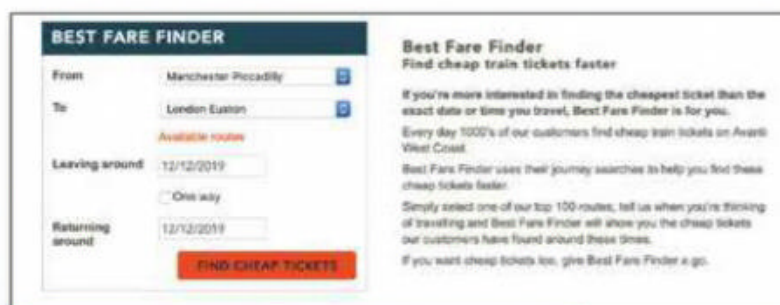 BEST FARE FINDER
From
Manchester Piccadilly
To
London Euston
Available routes
Leaving around
12/12/2019
One way
Returning around
12/12/2019
FIND CHEAP TICKETS
Best Fare Finder
Find cheap train tickets faster
If you're more interested in finding the cheapest ticket than the
exact date or time you travel, Best Fare Finder is for you.
Every day 1000's of our customers find cheap train tickets on Avanti
West Coast
Best Fare Finder uses their journey searches to help you find these
cheap tickets faster.
Simply select one of our top 100 routes, tell us when you're thinking
of travelling and Best Fare Finder will show you the cheap tickets
our customers have found around these times.
If you want cheap tickets too, give Best Fare Finder a go.